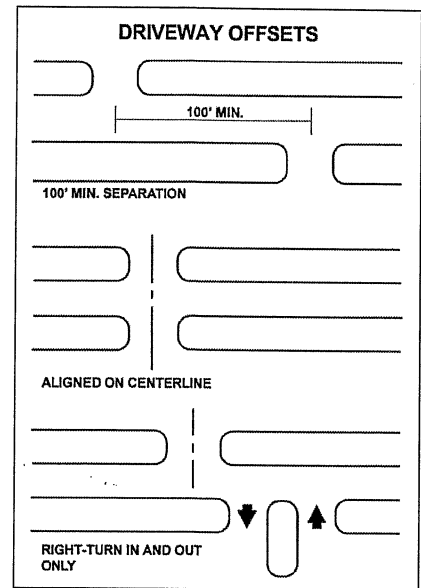 DRIVEWAY OFFSETS
100' MIN.
100' MIN. SEPARATION
ALIGNED ON CENTERLINE
RIGHT-TURN IN AND OUT
ONLY